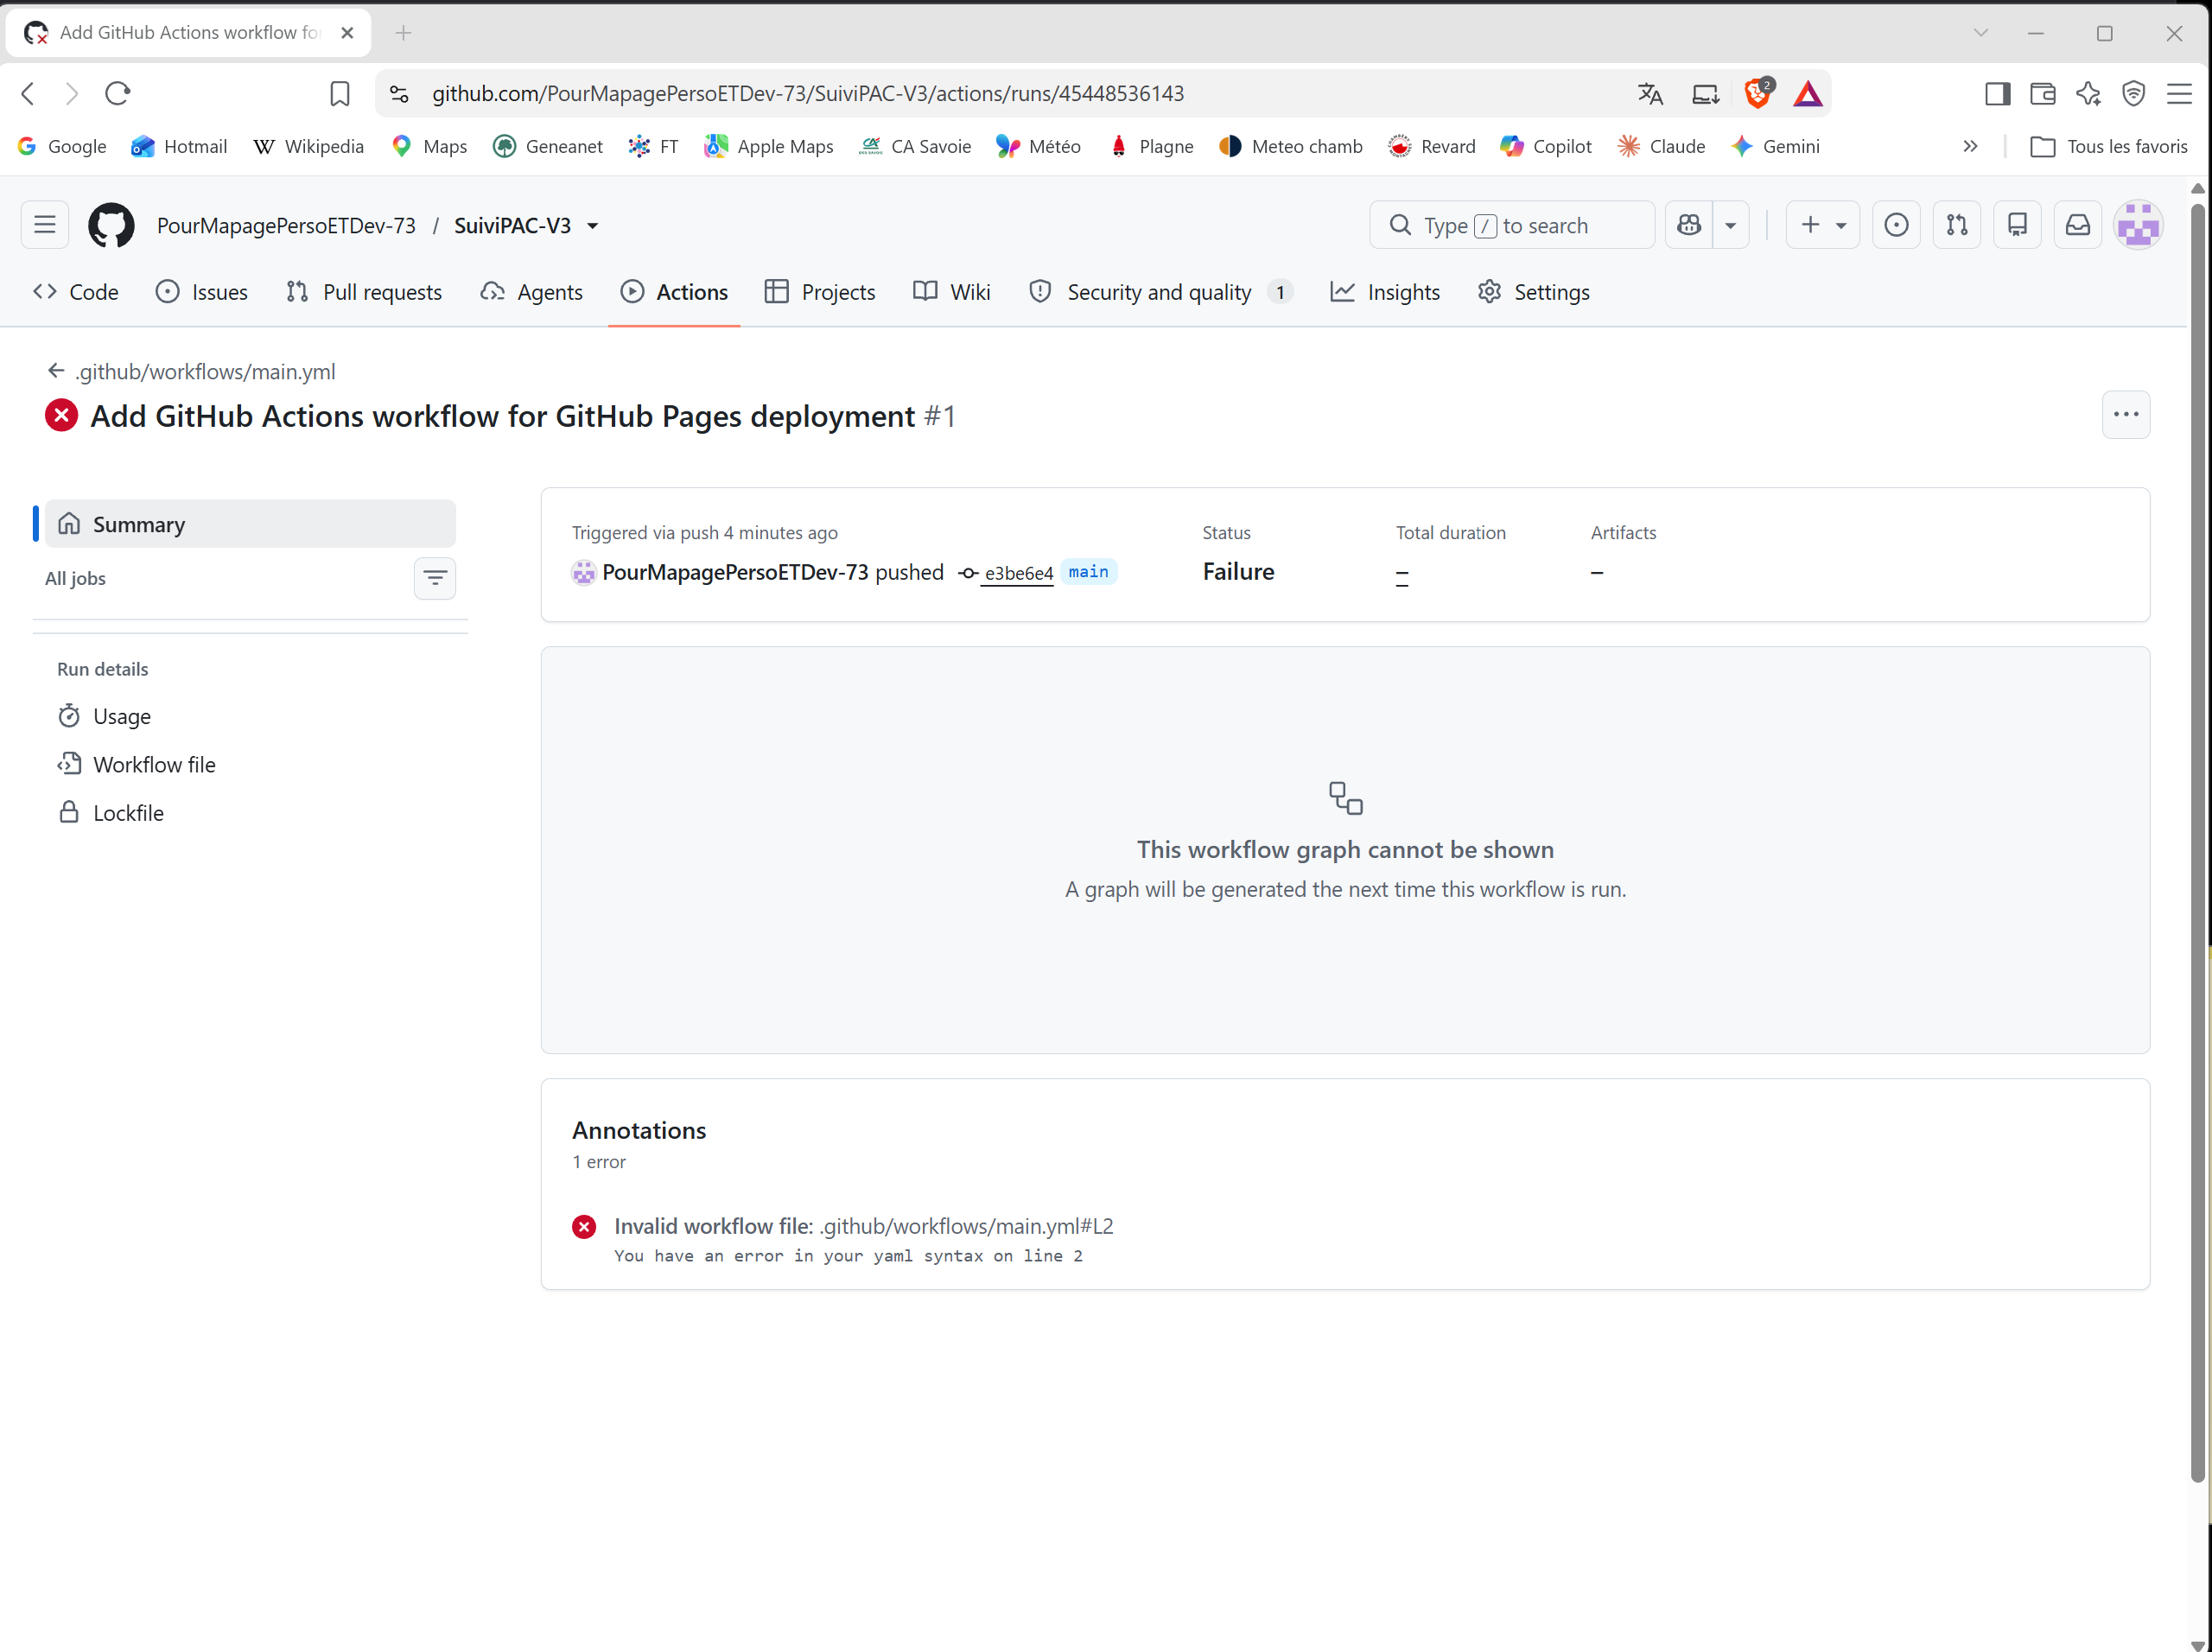 Add GitHub Actions workflow fo
github.com/PourMapagePersoETDev-73/SuiviPAC-V3/actions/runs/45448536143
2
Google Hotmail Wikipedia Maps Geneanet FT Apple Maps CA Savoie Météo Plagne Meteo chamb Revard Copilot Claude Gemini Tous les favoris
PourMapagePersoETDev-73 / SuiviPAC-V3
Type / to search
Code Issues Pull requests Agents Actions Projects Wiki Security and quality 1 Insights Settings
.github/workflows/main.yml
Add GitHub Actions workflow for GitHub Pages deployment #1
Summary
All jobs
Run details
Usage
Workflow file
Lockfile
Triggered via push 4 minutes ago
PourMapagePersoETDev-73 pushed e3be6e4 main
Status
Failure
Total duration
–
Artifacts
–
This workflow graph cannot be shown
A graph will be generated the next time this workflow is run.
Annotations
1 error
Invalid workflow file: .github/workflows/main.yml#L2
You have an error in your yaml syntax on line 2